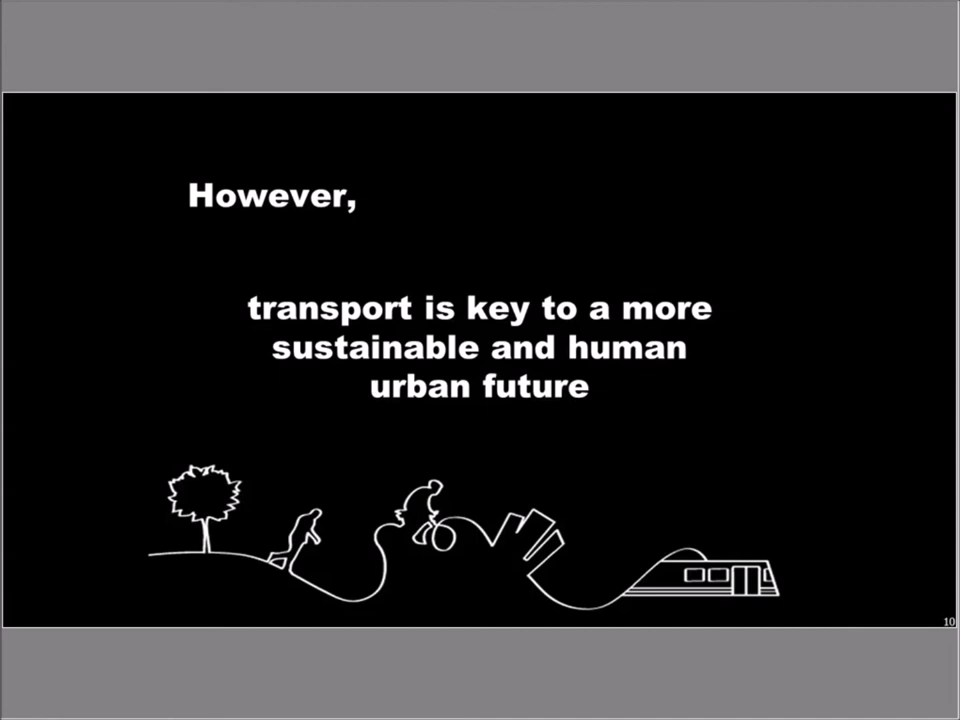 However,
transport is key to a more
sustainable and human
urban future
10